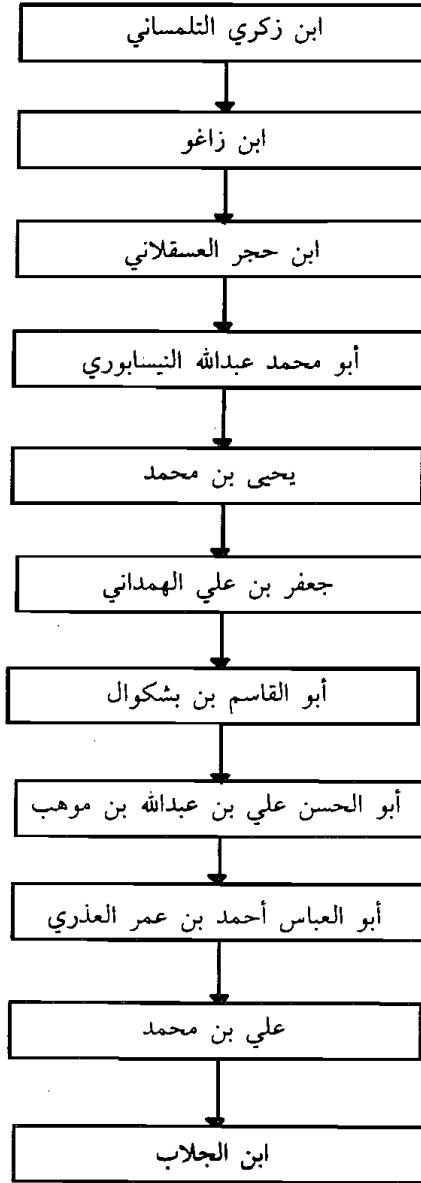 ابن زكري التلمساني
ابن زاغو
ابن حجر العسقلاني
أبو محمد عبدالله النيسابوري
يحيى بن محمد
جعفر بن علي الهمداني
أبو القاسم بن بشكوال
أبو الحسن علي بن عبدالله بن موهب
أبو العباس أحمد بن عمر العذري
علي بن محمد
ابن الجلاب